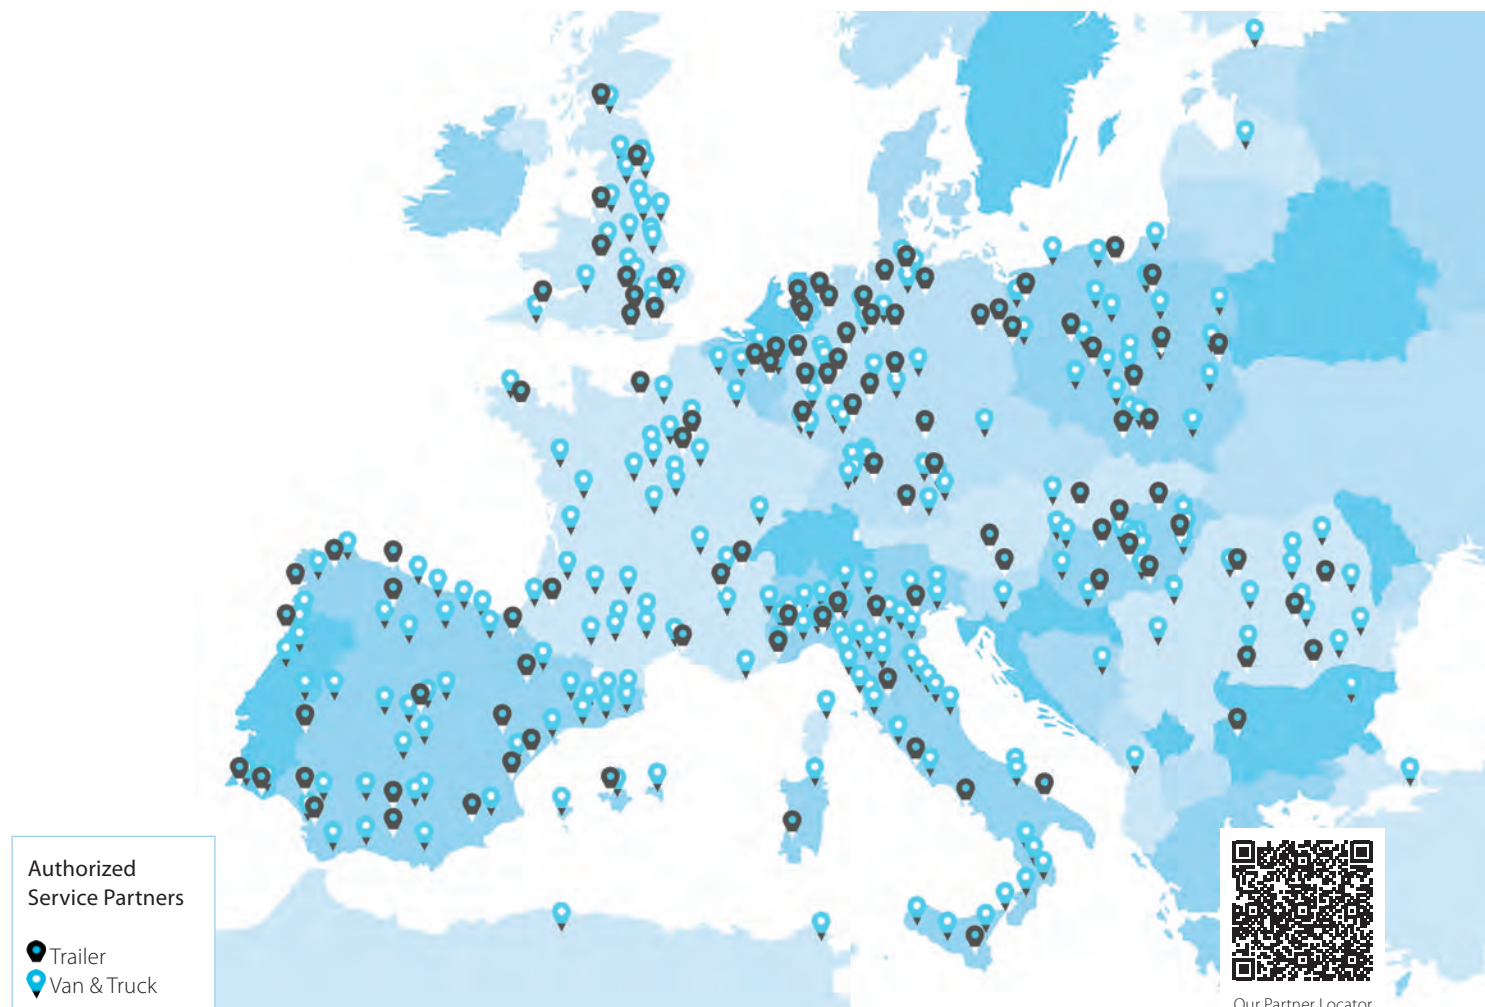 Authorized
Service Partners
Trailer
Van & Truck
Our Partner Locator